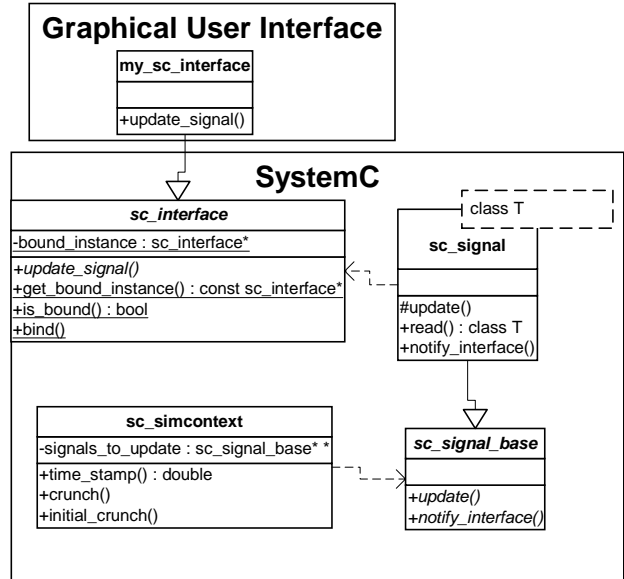 Graphical User Interface
my_sc_interface
+update_signal()
SystemC
sc_interface
-bound_instance : sc_interface*
+update_signal()
+get_bound_instance() : const sc_interface*
+is_bound() : bool
+bind()
class T
sc_signal
#update()
+read() : class T
+notify_interface()
sc_simcontext
-signals_to_update : sc_signal_base* *
+time_stamp() : double
+crunch()
+initial_crunch()
sc_signal_base
+update()
+notify_interface()